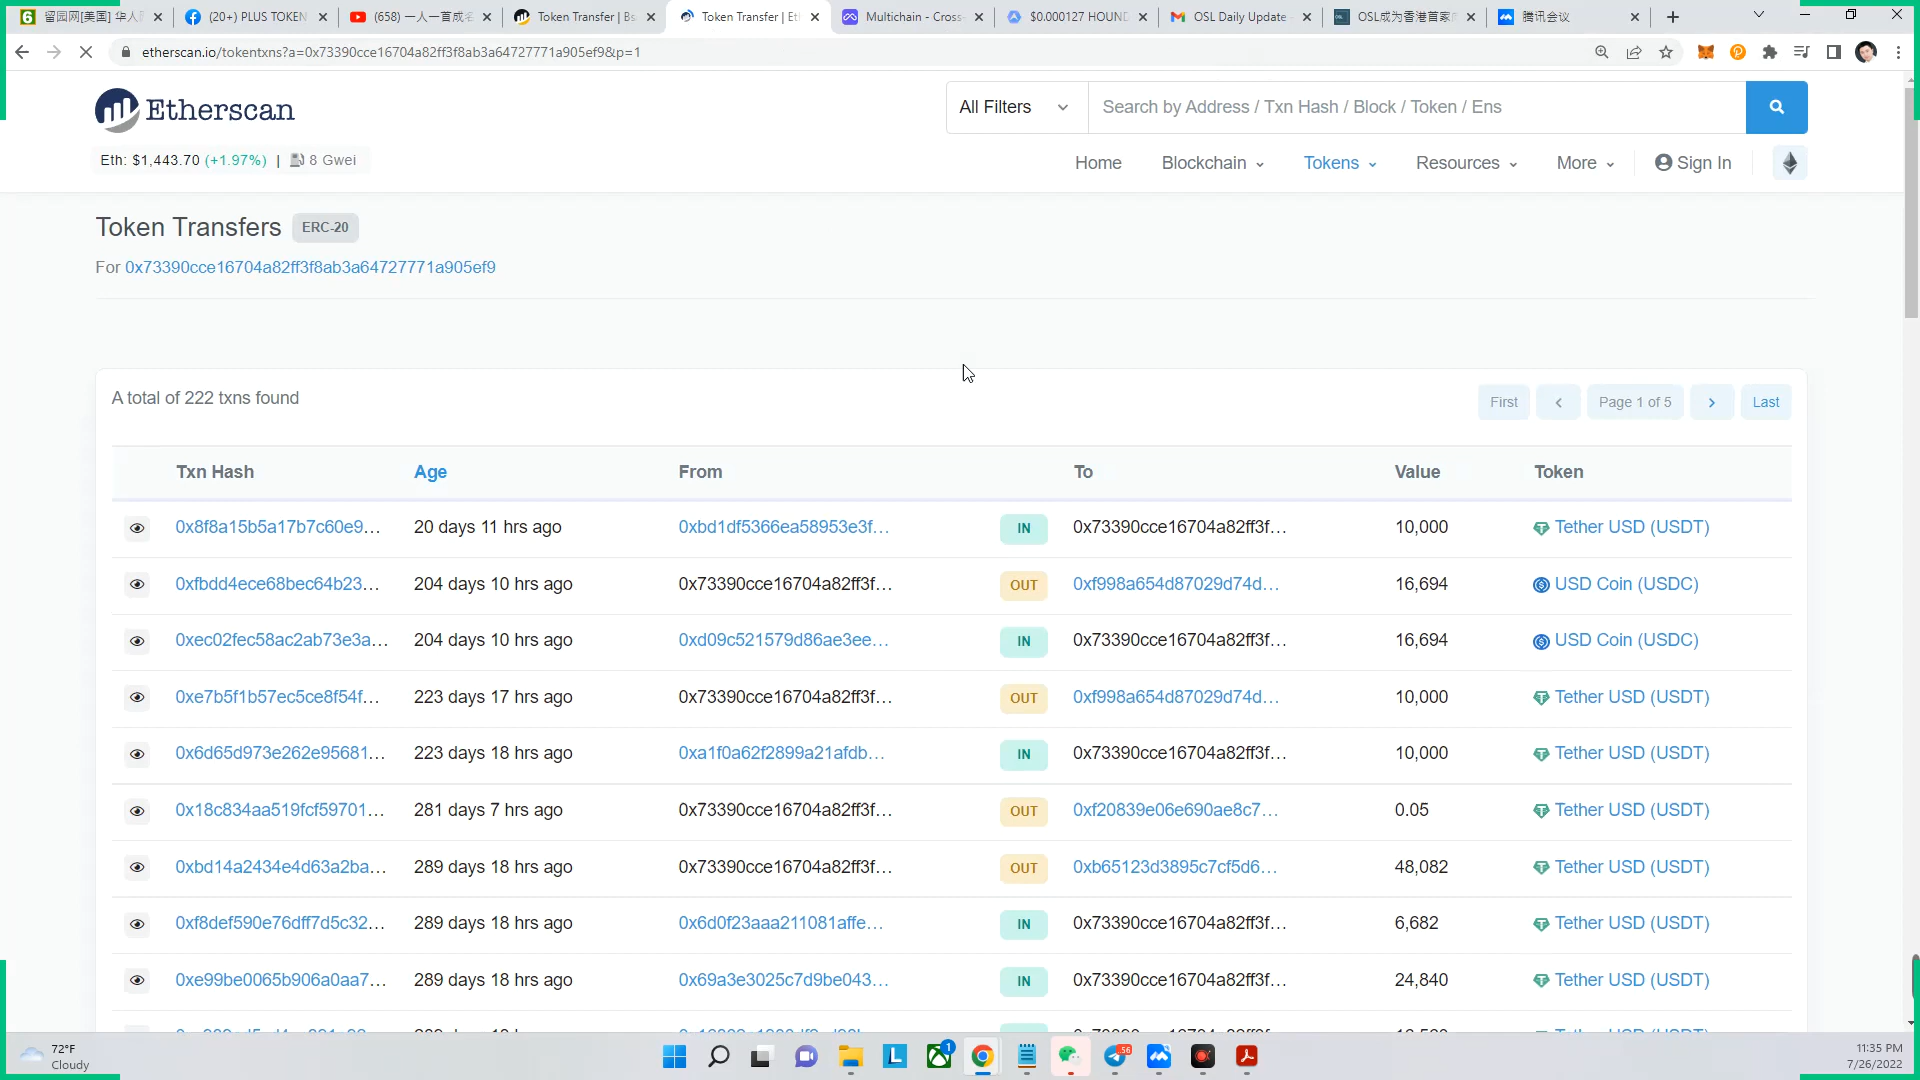 留园网[美国] 华人
(20+) PLUS TOKEN
(658) 一人一首成名
Token Transfer | Bs
Token Transfer | Et
Multichain - Cross-
$0.000127 HOUND
OSL Daily Update -
OSL成为香港首家
腾讯会议
etherscan.io/tokentxns?a=0x73390cce16704a82ff3f8ab3a64727771a905ef9&p=1
Etherscan
All Filters
Search by Address / Txn Hash / Block / Token / Ens
Eth: $1,443.70 (+1.97%) | 8 Gwei
Home Blockchain Tokens Resources More Sign In
Token Transfers ERC-20
For 0x73390cce16704a82ff3f8ab3a64727771a905ef9
A total of 222 txns found
First Page 1 of 5 Last
Txn Hash Age From To Value Token
0x8f8a15b5a17b7c60e9... 20 days 11 hrs ago 0xbd1df5366ea58953e3f... IN 0x73390cce16704a82ff3f... 10,000 Tether USD (USDT)
0xfbdd4ece68bec64b23... 204 days 10 hrs ago 0x73390cce16704a82ff3f... OUT 0xf998a654d87029d74d... 16,694 USD Coin (USDC)
0xec02fec58ac2ab73e3a... 204 days 10 hrs ago 0xd09c521579d86ae3ee... IN 0x73390cce16704a82ff3f... 16,694 USD Coin (USDC)
0xe7b5f1b57ec5ce8f54f... 223 days 17 hrs ago 0x73390cce16704a82ff3f... OUT 0xf998a654d87029d74d... 10,000 Tether USD (USDT)
0x6d65d973e262e95681... 223 days 18 hrs ago 0xa1f0a62f2899a21afdb... IN 0x73390cce16704a82ff3f... 10,000 Tether USD (USDT)
0x18c834aa519fcf59701... 281 days 7 hrs ago 0x73390cce16704a82ff3f... OUT 0xf20839e06e690ae8c7... 0.05 Tether USD (USDT)
0xbd14a2434e4d63a2ba... 289 days 18 hrs ago 0x73390cce16704a82ff3f... OUT 0xb65123d3895c7cf5d6... 48,082 Tether USD (USDT)
0xf8def590e76dff7d5c32... 289 days 18 hrs ago 0x6d0f23aaa211081affe... IN 0x73390cce16704a82ff3f... 6,682 Tether USD (USDT)
0xe99be0065b906a0aa7... 289 days 18 hrs ago 0x69a3e3025c7d9be043... IN 0x73390cce16704a82ff3f... 24,840 Tether USD (USDT)
72°F
Cloudy
1
56
11:35 PM
7/26/2022